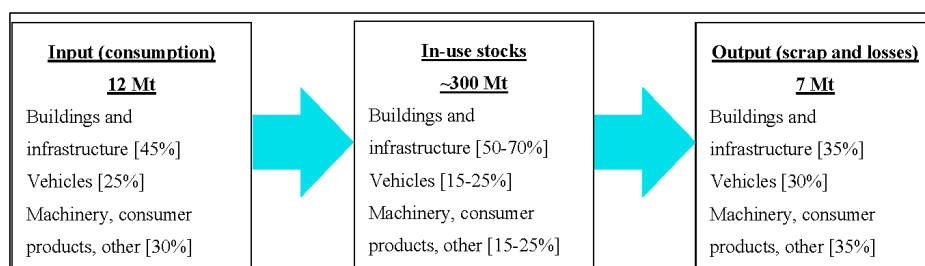 Input (consumption)
12 Mt
Buildings and
infrastructure [45%]
Vehicles [25%]
Machinery, consumer
products, other [30%]
In-use stocks
~300 Mt
Buildings and
infrastructure [50-70%]
Vehicles [15-25%]
Machinery, consumer
products, other [15-25%]
Output (scrap and losses)
7 Mt
Buildings and
infrastructure [35%]
Vehicles [30%]
Machinery, consumer
products, other [35%]